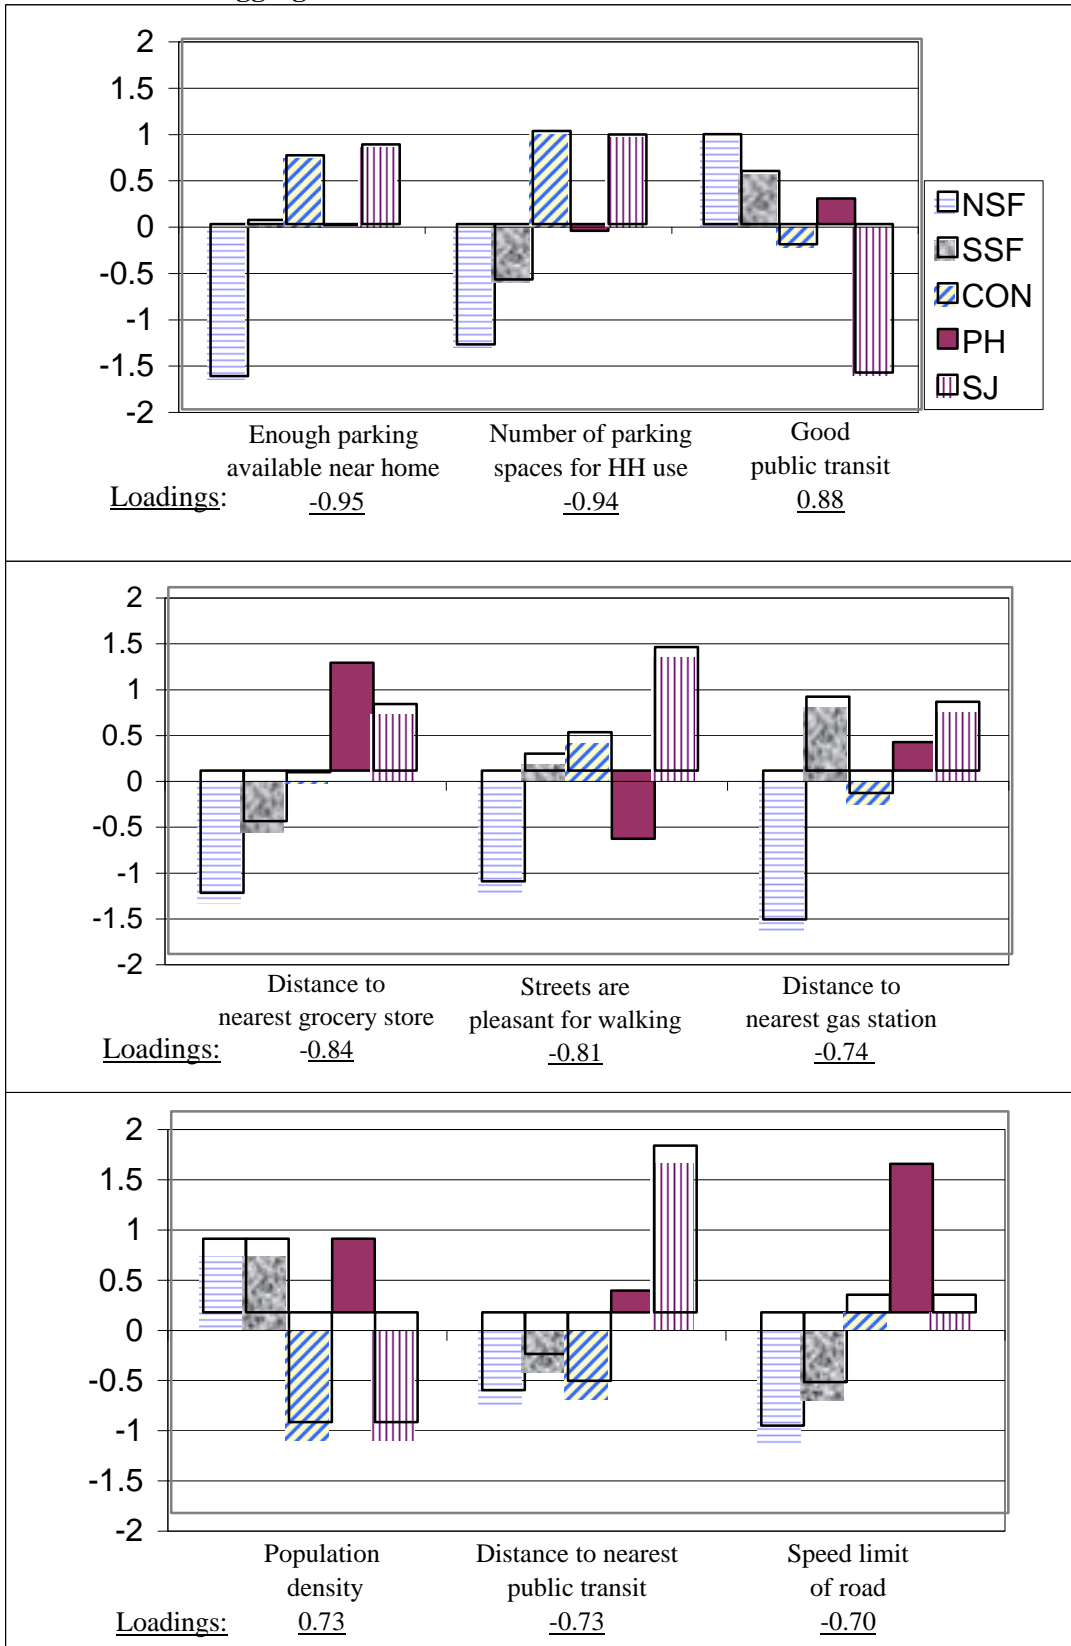 2
1.5
1
0.5
0
-0.5
-1
-1.5
-2
NSF
SSF
CON
PH
SJ
Enough parking
available near home
Number of parking
spaces for HH use
Good
public transit
Loadings: -0.95 -0.94 0.88
2
1.5
1
0.5
0
-0.5
-1
-1.5
-2
Distance to
nearest grocery store
Streets are
pleasant for walking
Distance to
nearest gas station
Loadings: -0.84 -0.81 -0.74
2
1.5
1
0.5
0
-0.5
-1
-1.5
-2
Population
density
Distance to nearest
public transit
Speed limit
of road
Loadings: 0.73 -0.73 -0.70